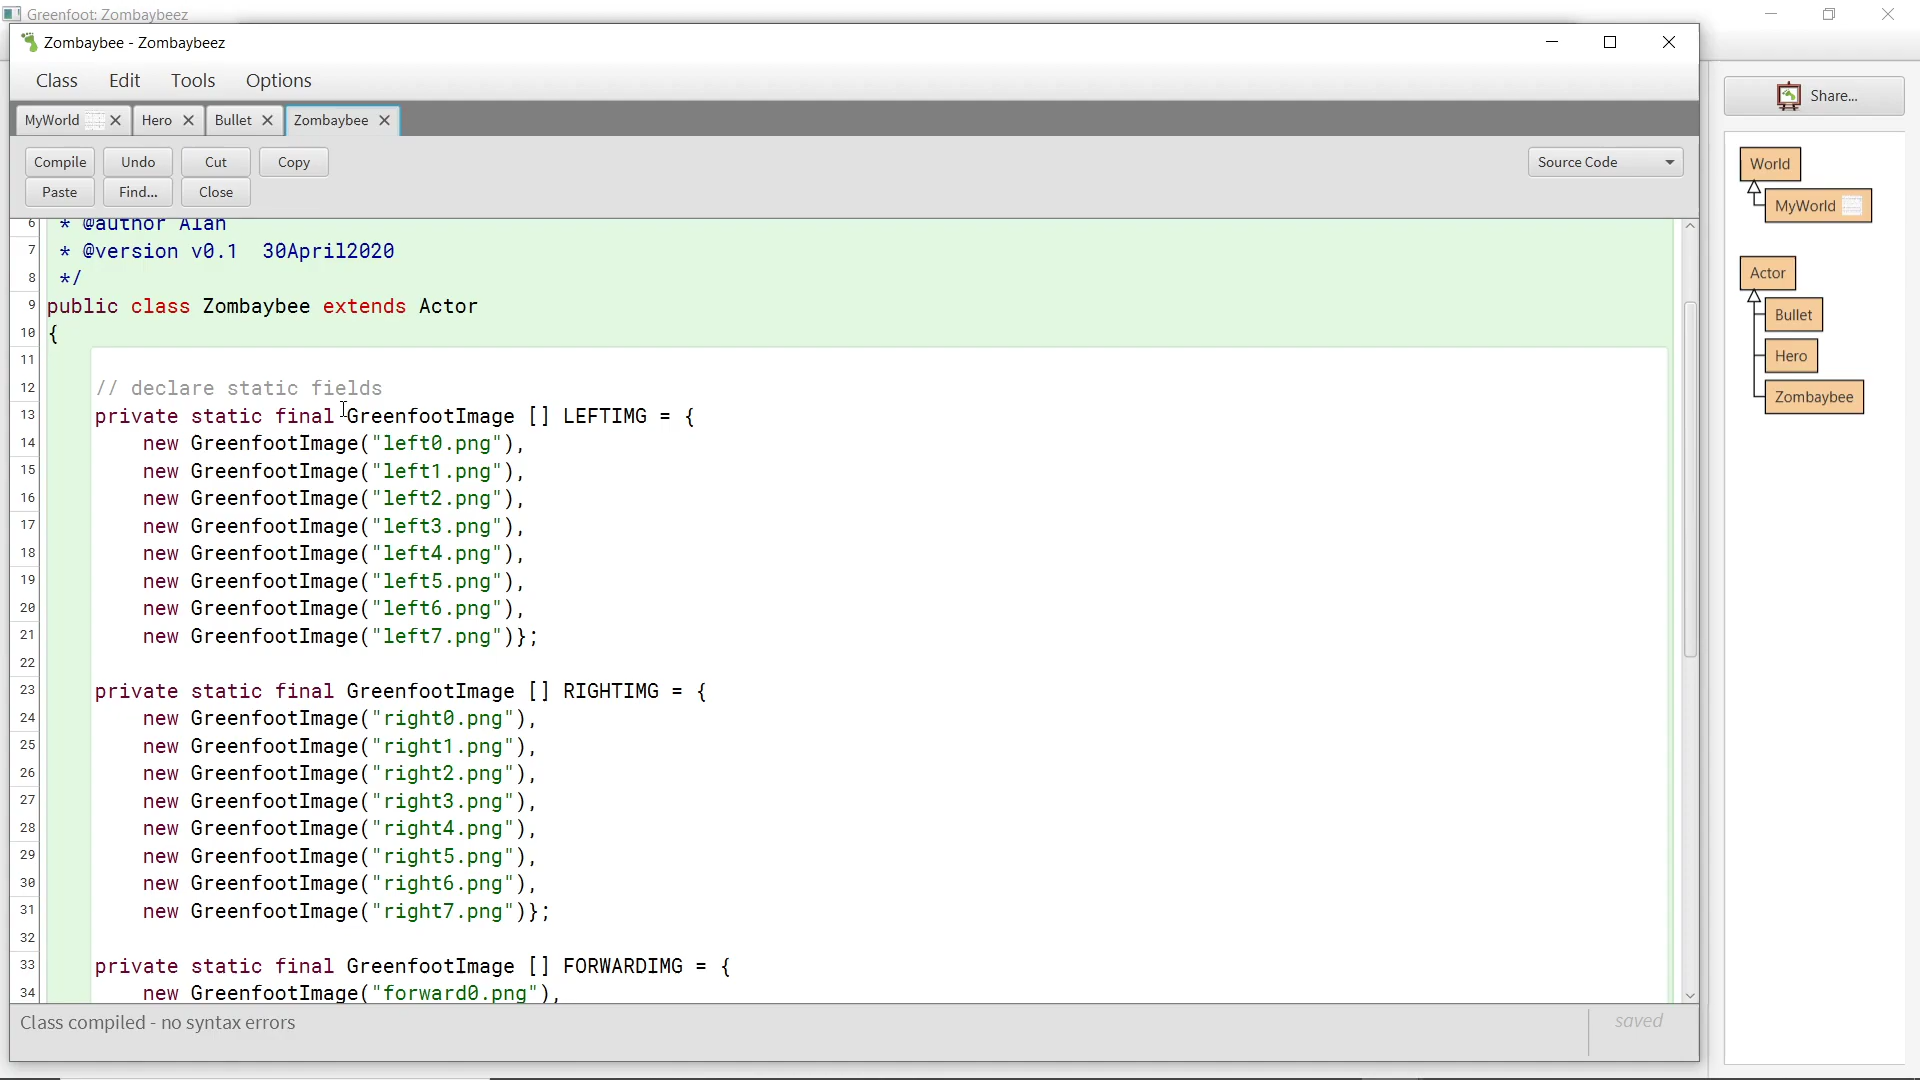 Greenfoot: Zombaybeez
Zombaybee - Zombaybeez
Class Edit Tools Options
MyWorld Hero Bullet Zombaybee
Compile Undo Cut Copy
Source Code
Paste Find... Close
6 * @author Alan
7 * @version v0.1 30April2020
8 */
9 public class Zombaybee extends Actor
10 {
11
12 // declare static fields
13 private static final GreenfootImage [] LEFTIMG = {
14 new GreenfootImage("left0.png"),
15 new GreenfootImage("left1.png"),
16 new GreenfootImage("left2.png"),
17 new GreenfootImage("left3.png"),
18 new GreenfootImage("left4.png"),
19 new GreenfootImage("left5.png"),
20 new GreenfootImage("left6.png"),
21 new GreenfootImage("left7.png")};
22
23 private static final GreenfootImage [] RIGHTIMG = {
24 new GreenfootImage("right0.png"),
25 new GreenfootImage("right1.png"),
26 new GreenfootImage("right2.png"),
27 new GreenfootImage("right3.png"),
28 new GreenfootImage("right4.png"),
29 new GreenfootImage("right5.png"),
30 new GreenfootImage("right6.png"),
31 new GreenfootImage("right7.png")};
32
33 private static final GreenfootImage [] FORWARDIMG = {
34 new GreenfootImage("forward0.png"),
Class compiled - no syntax errors
saved
Share...
World
MyWorld
Actor
Bullet
Hero
Zombaybee